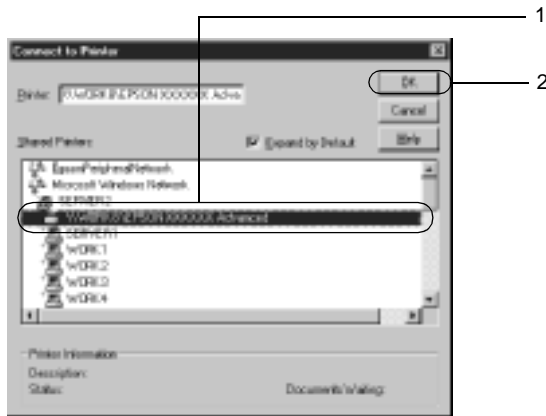 1
Connect to Printer
OK
2
Printer:
Cancel
Shared Printers:
Expand by Default
Help
EpsonPeripheralNetwork
Microsoft Windows Network
SERVER1
WORK1
WORK2
WORK3
WORK4
Printer Information
Description:
Status:
Documents Waiting: